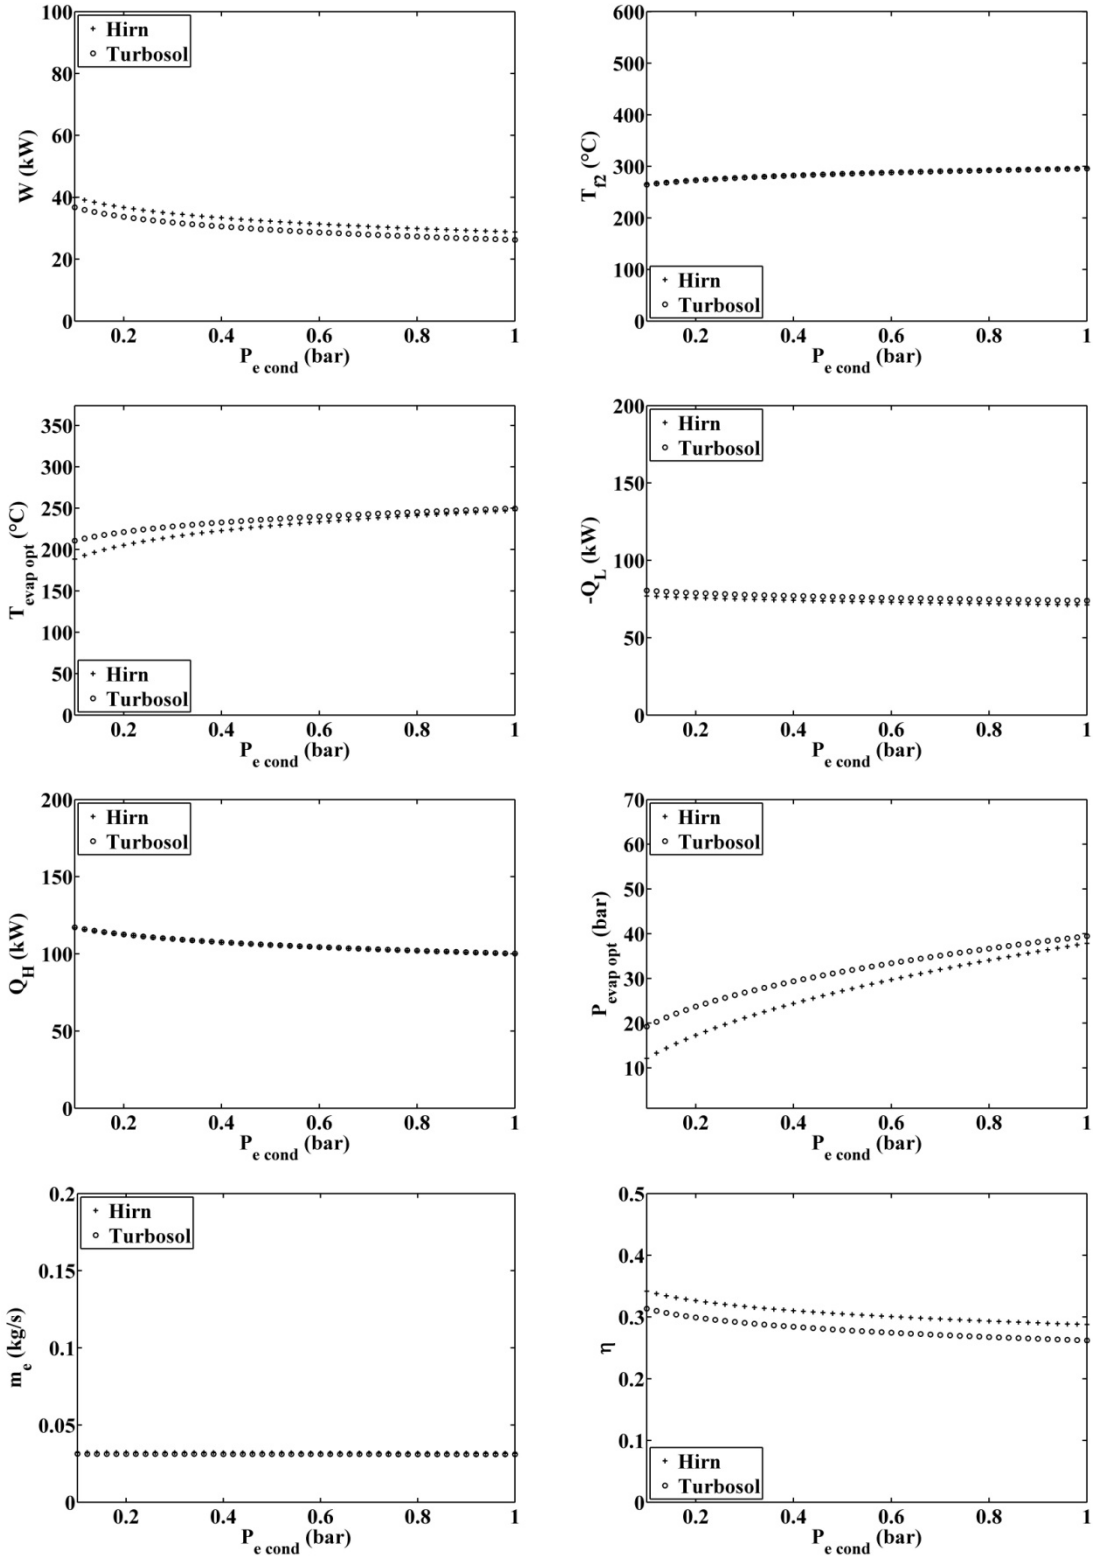 100
80
60
40
20
0
W (kW)
Hirn
Turbosol
0.2 0.4 0.6 0.8 1
P e cond (bar)
600
500
400
300
200
100
0
T f2 (°C)
Hirn
Turbosol
0.2 0.4 0.6 0.8 1
P e cond (bar)
350
300
250
200
150
100
50
0
T evap opt (°C)
Hirn
Turbosol
0.2 0.4 0.6 0.8 1
P e cond (bar)
200
150
100
50
0
-Q L (kW)
Hirn
Turbosol
0.2 0.4 0.6 0.8 1
P e cond (bar)
200
150
100
50
0
Q H (kW)
Hirn
Turbosol
0.2 0.4 0.6 0.8 1
P e cond (bar)
70
60
50
40
30
20
10
P evap opt (bar)
Hirn
Turbosol
0.2 0.4 0.6 0.8 1
P e cond (bar)
0.2
0.15
0.1
0.05
0
m e (kg/s)
Hirn
Turbosol
0.2 0.4 0.6 0.8 1
P e cond (bar)
0.5
0.4
0.3
0.2
0.1
0
η
Hirn
Turbosol
0.2 0.4 0.6 0.8 1
P e cond (bar)